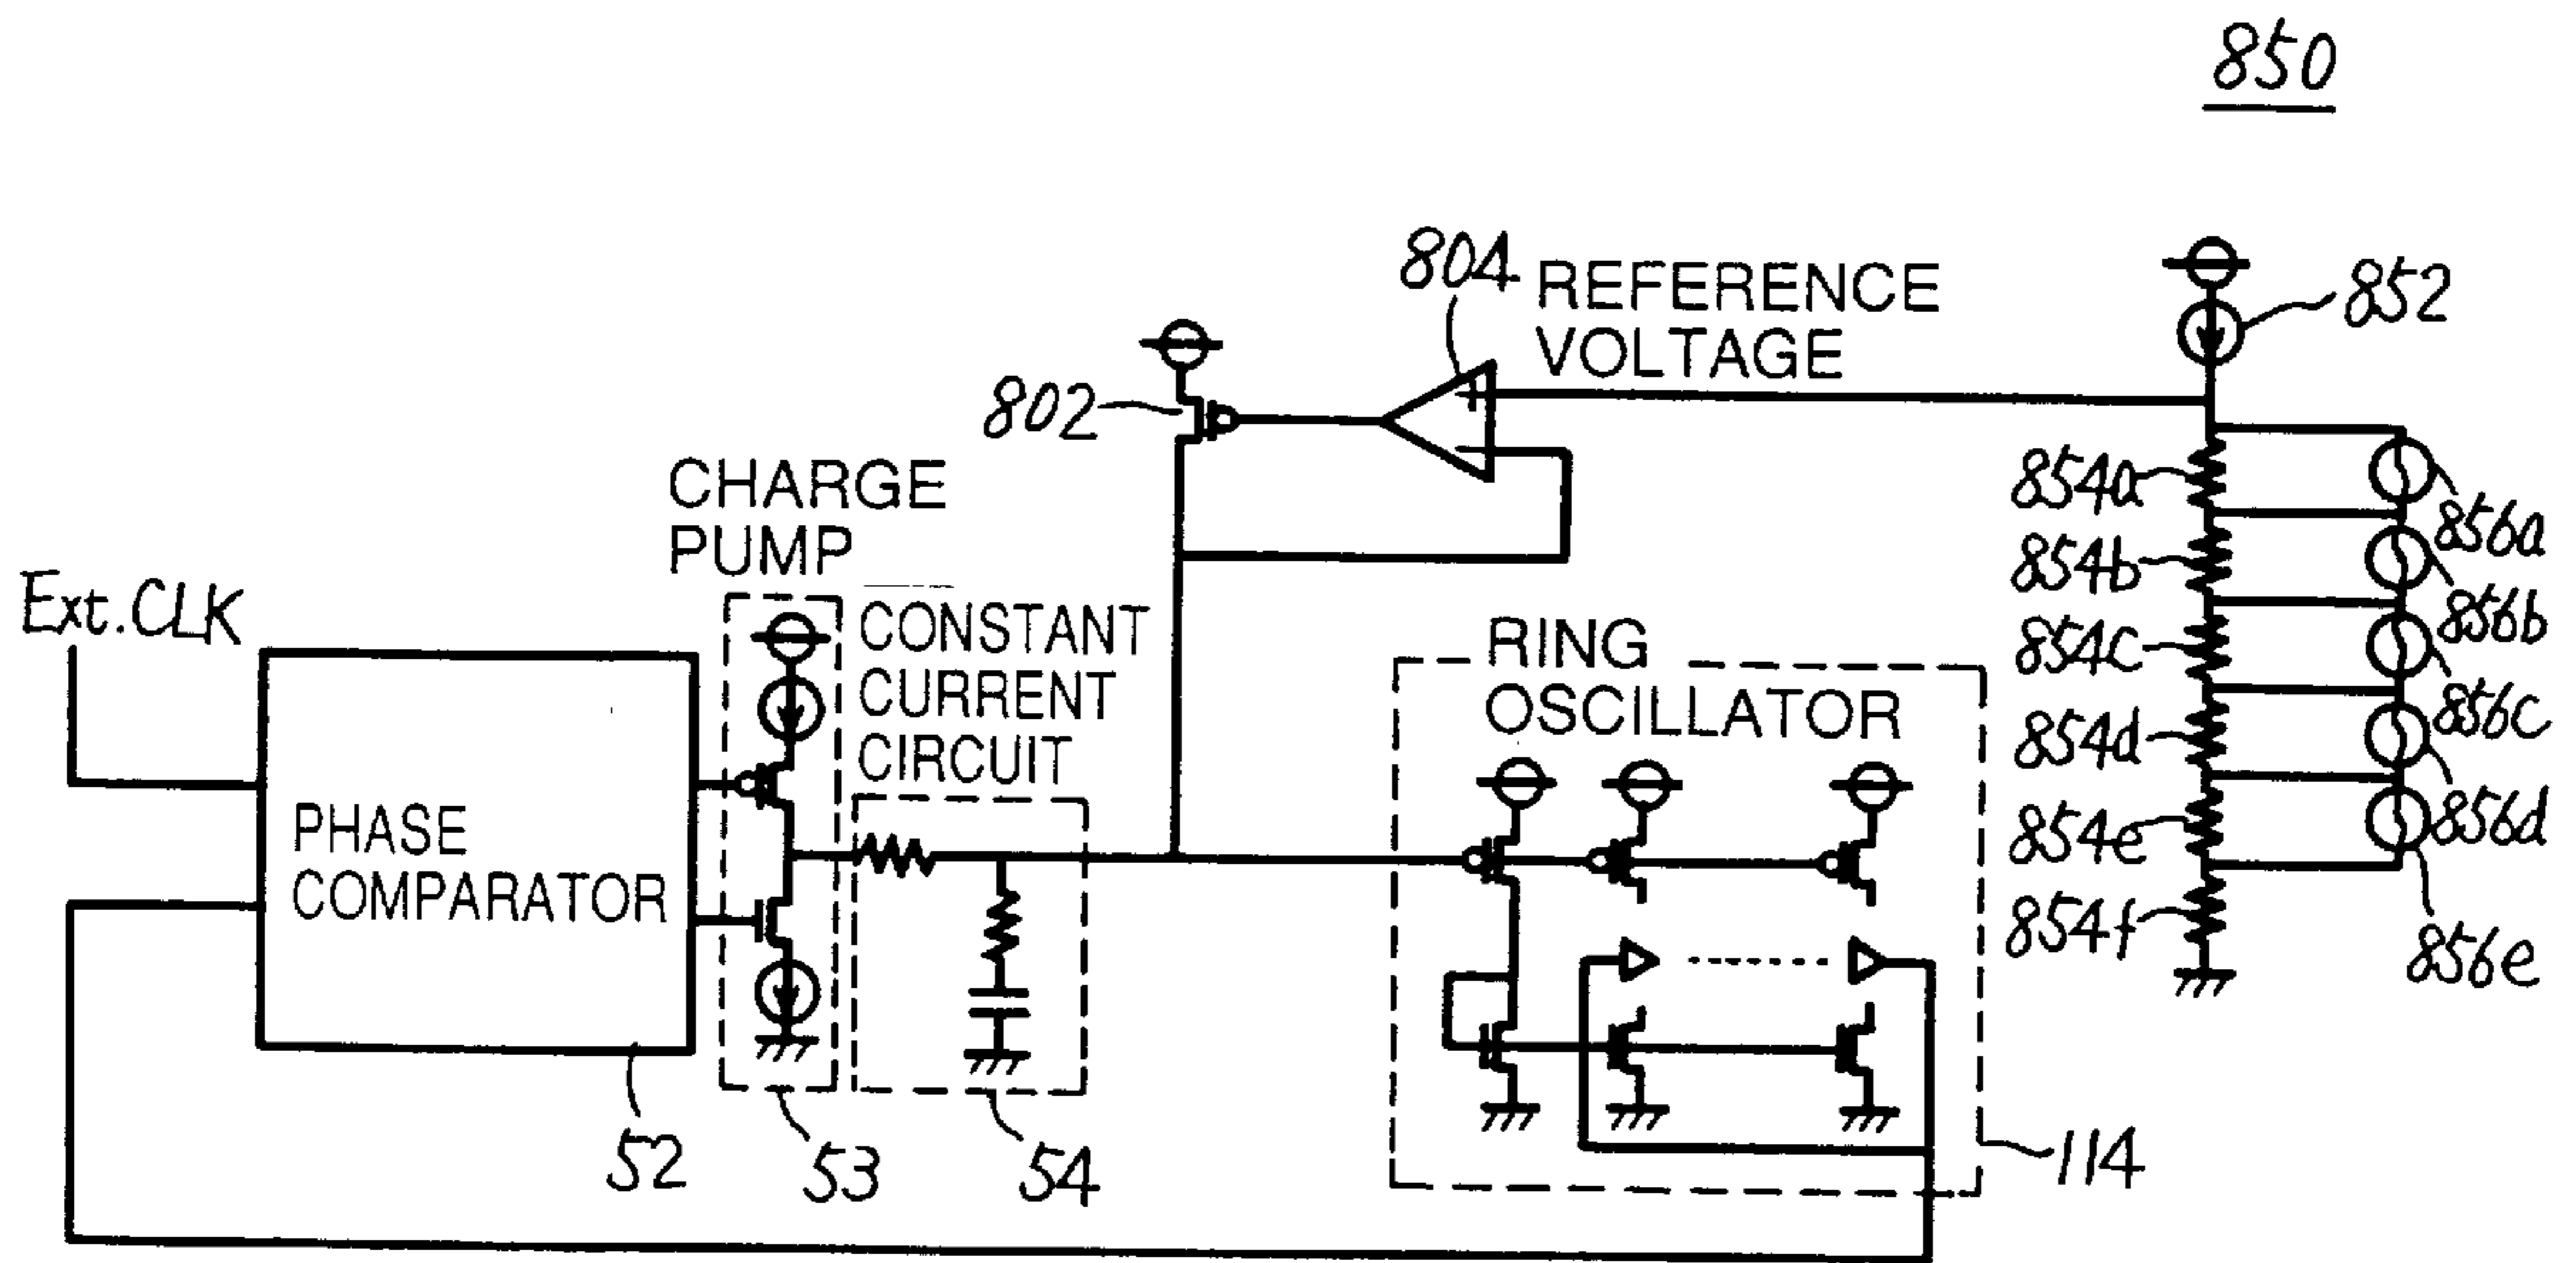 850
804
REFERENCE
VOLTAGE
852
802
CHARGE
PUMP
854a
856a
854b
856b
Ext.CLK
CONSTANT
CURRENT
CIRCUIT
RING
OSCILLATOR
854c
856c
854d
856d
854e
856e
854f
PHASE
COMPARATOR
+
-
52
53
54
114